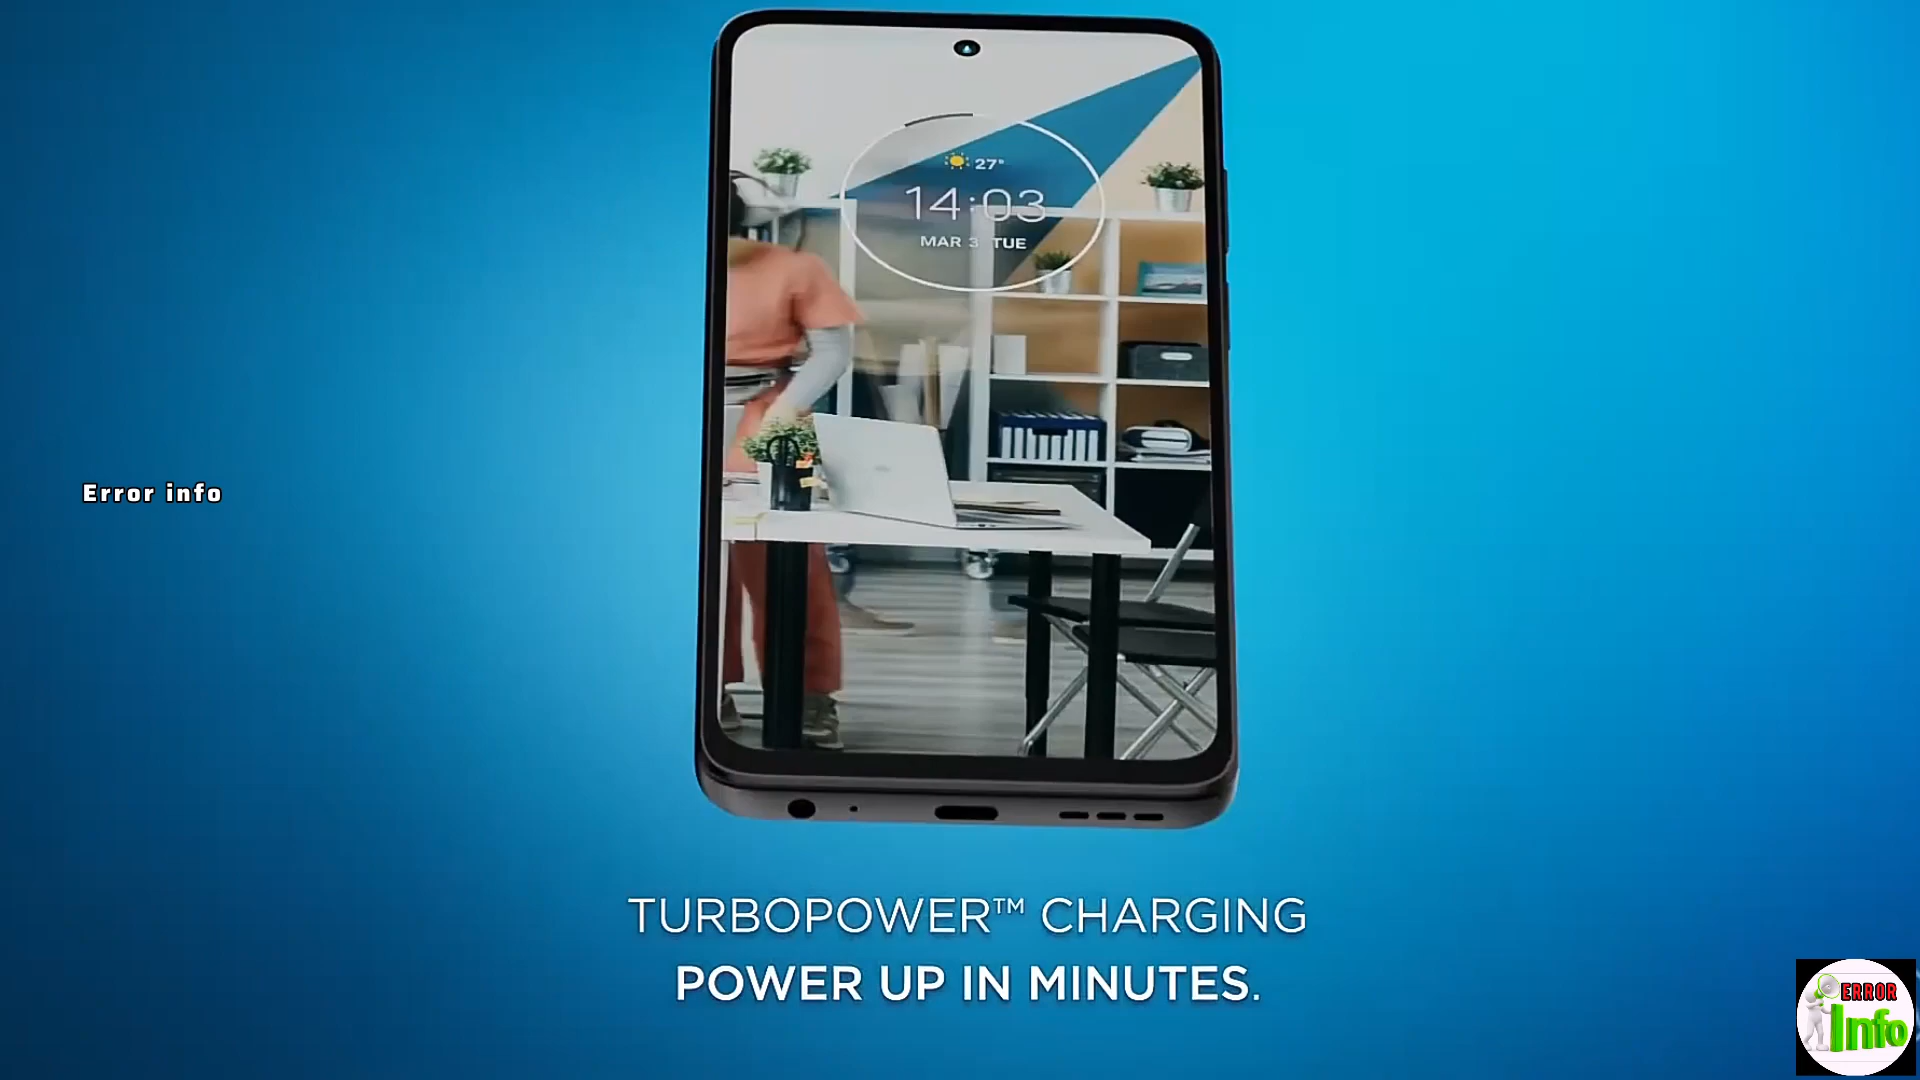 27°
14:03
MAR 3 TUE
Error info
TURBOPOWER™ CHARGING
POWER UP IN MINUTES.
ERROR
Info